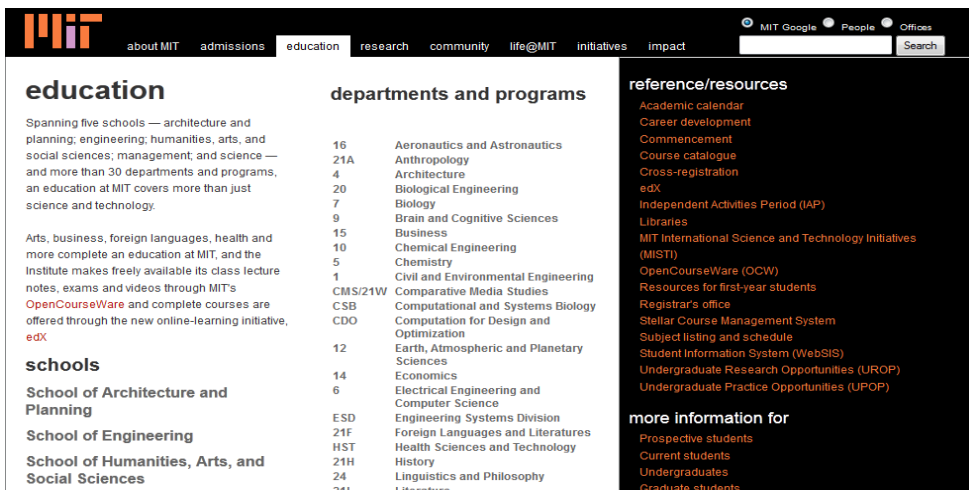 MIT
about MIT admissions education research community life@MIT initiatives impact
MIT Google People Offices
Search
education
Spanning five schools — architecture and
planning; engineering; humanities, arts, and
social sciences; management; and science —
and more than 30 departments and programs,
an education at MIT covers more than just
science and technology.
Arts, business, foreign languages, health and
more complete an education at MIT, and the
Institute makes freely available its class lecture
notes, exams and videos through MIT's
OpenCourseWare and complete courses are
offered through the new online-learning initiative,
edX
schools
School of Architecture and
Planning
School of Engineering
School of Humanities, Arts, and
Social Sciences
departments and programs
16 Aeronautics and Astronautics
21A Anthropology
4 Architecture
20 Biological Engineering
7 Biology
9 Brain and Cognitive Sciences
15 Business
10 Chemical Engineering
5 Chemistry
1 Civil and Environmental Engineering
CMS/21W Comparative Media Studies
CSB Computational and Systems Biology
CDO Computation for Design and
Optimization
12 Earth, Atmospheric and Planetary
Sciences
14 Economics
6 Electrical Engineering and
Computer Science
ESD Engineering Systems Division
21F Foreign Languages and Literatures
HST Health Sciences and Technology
21H History
24 Linguistics and Philosophy
21L Literature
reference/resources
Academic calendar
Career development
Commencement
Course catalogue
Cross-registration
edX
Independent Activities Period (IAP)
Libraries
MIT International Science and Technology Initiatives
(MISTI)
OpenCourseWare (OCW)
Resources for first-year students
Registrar's office
Stellar Course Management System
Subject listing and schedule
Student Information System (WebSIS)
Undergraduate Research Opportunities (UROP)
Undergraduate Practice Opportunities (UPOP)
more information for
Prospective students
Current students
Undergraduates
Graduate students